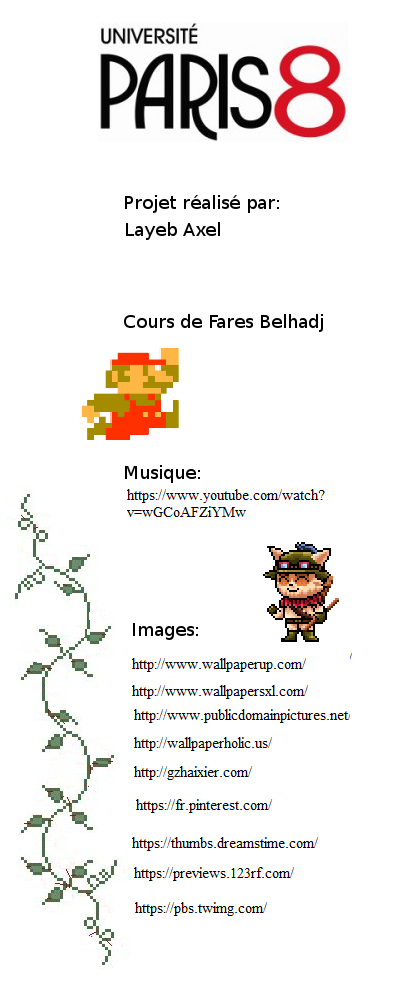 UNIVERSITÉ
PARIS8
Projet réalisé par:
Layeb Axel
Cours de Fares Belhadj
Musique:
https://www.youtube.com/watch?
v=wGCoAFZiYMw
Images:
http://www.wallpaperup.com/
http://www.wallpapersxl.com/
http://www.publicdomainpictures.net/
http://wallpaperholic.us/
http://gzhaixier.com/
https://fr.pinterest.com/
https://thumbs.dreamstime.com/
https://previews.123rf.com/
https://pbs.twimg.com/